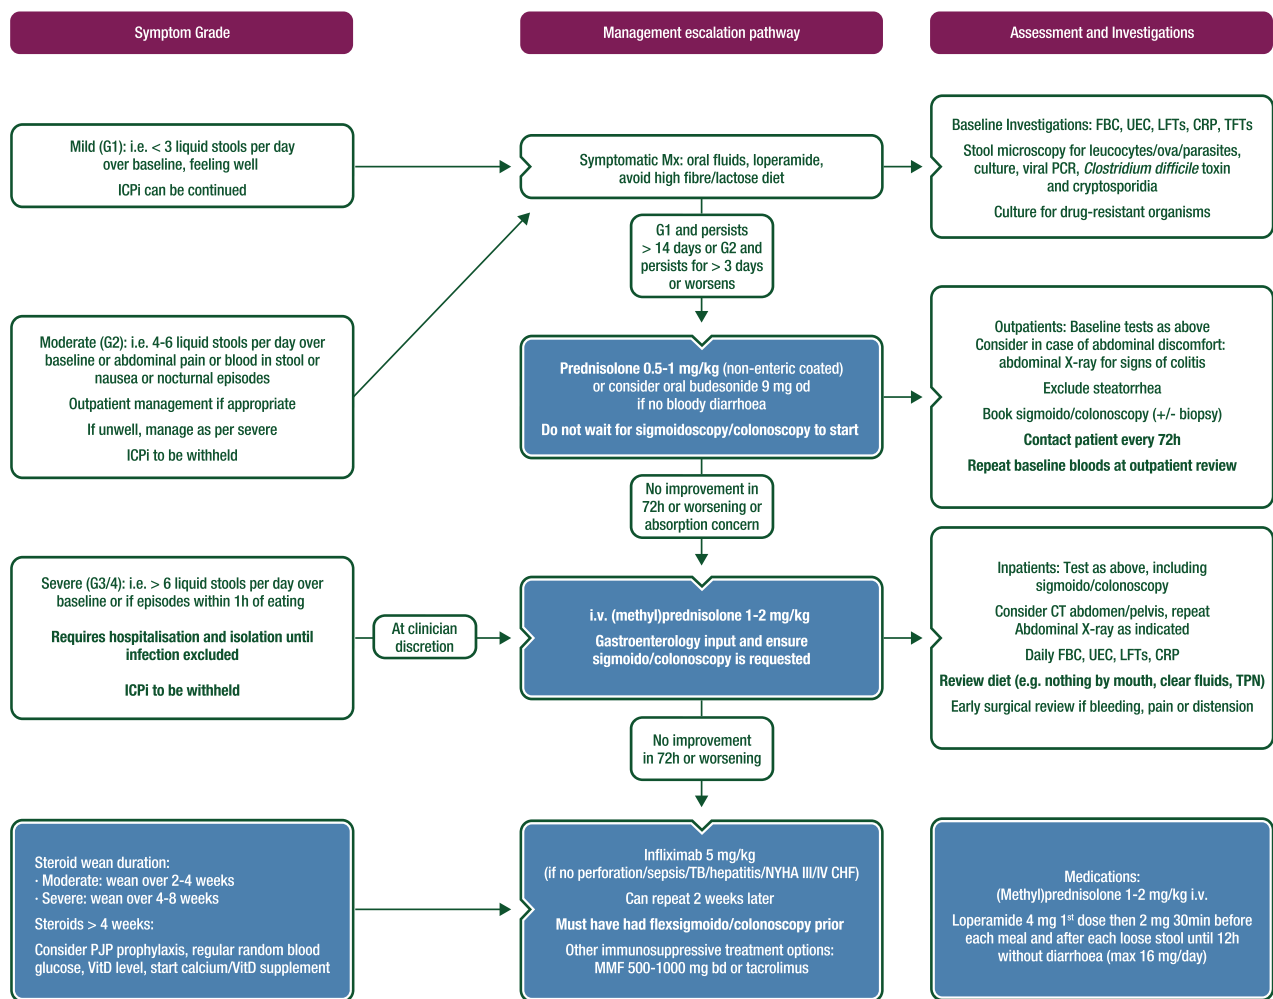 Symptom Grade
Management escalation pathway
Assessment and Investigations
Mild (G1): i.e. < 3 liquid stools per day
over baseline, feeling well
ICPi can be continued
Symptomatic Mx: oral fluids, loperamide,
avoid high fibre/lactose diet
Baseline Investigations: FBC, UEC, LFTs, CRP, TFTs
Stool microscopy for leucocytes/ova/parasites,
culture, viral PCR, Clostridium difficile toxin
and cryptosporidia
Culture for drug-resistant organisms
G1 and persists
> 14 days or G2 and
persists for > 3 days
or worsens
Moderate (G2): i.e. 4-6 liquid stools per day over
baseline or abdominal pain or blood in stool or
nausea or nocturnal episodes
Outpatient management if appropriate
If unwell, manage as per severe
ICPi to be withheld
Prednisolone 0.5-1 mg/kg (non-enteric coated)
or consider oral budesonide 9 mg od
if no bloody diarrhoea
Do not wait for sigmoidoscopy/colonoscopy to start
Outpatients: Baseline tests as above
Consider in case of abdominal discomfort:
abdominal X-ray for signs of colitis
Exclude steatorrhea
Book sigmoido/colonoscopy (+/- biopsy)
Contact patient every 72h
Repeat baseline bloods at outpatient review
No improvement in
72h or worsening or
absorption concern
Severe (G3/4): i.e. > 6 liquid stools per day over
baseline or if episodes within 1h of eating
Requires hospitalisation and isolation until
infection excluded
ICPi to be withheld
At clinician
discretion
i.v. (methyl)prednisolone 1-2 mg/kg
Gastroenterology input and ensure
sigmoido/colonoscopy is requested
Inpatients: Test as above, including
sigmoido/colonoscopy
Consider CT abdomen/pelvis, repeat
Abdominal X-ray as indicated
Daily FBC, UEC, LFTs, CRP
Review diet (e.g. nothing by mouth, clear fluids, TPN)
Early surgical review if bleeding, pain or distension
No improvement
in 72h or worsening
Steroid wean duration:
· Moderate: wean over 2-4 weeks
· Severe: wean over 4-8 weeks
Steroids > 4 weeks:
Consider PJP prophylaxis, regular random blood
glucose, VitD level, start calcium/VitD supplement
Infliximab 5 mg/kg
(if no perforation/sepsis/TB/hepatitis/NYHA III/IV CHF)
Can repeat 2 weeks later
Must have had flexsigmoido/colonoscopy prior
Other immunosuppressive treatment options:
MMF 500-1000 mg bd or tacrolimus
Medications:
(Methyl)prednisolone 1-2 mg/kg i.v.
Loperamide 4 mg 1st dose then 2 mg 30min before
each meal and after each loose stool until 12h
without diarrhoea (max 16 mg/day)